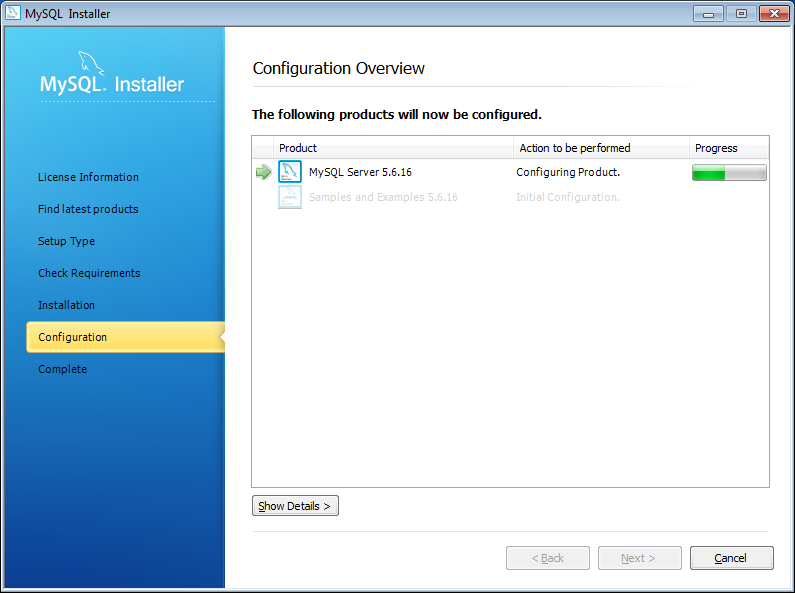 MySQL Installer
MySQL. Installer
License Information
Find latest products
Setup Type
Check Requirements
Installation
Configuration
Complete
Configuration Overview
The following products will now be configured.
Product Action to be performed Progress
MySQL Server 5.6.16 Configuring Product.
Samples and Examples 5.6.16 Initial Configuration.
Show Details >
< Back Next > Cancel